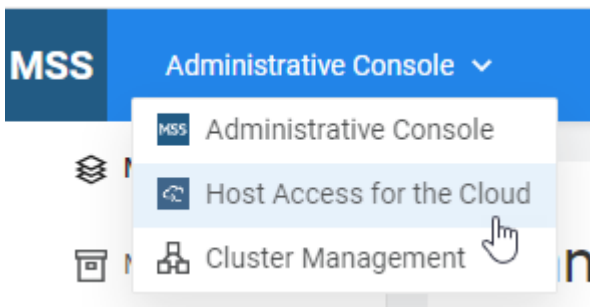 MSS
Administrative Console
MSS Administrative Console
Host Access for the Cloud
Cluster Management